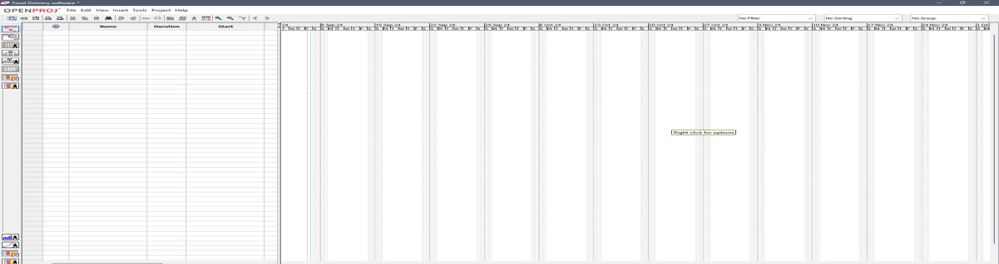 Food Delivery software *
OPENPROJ File Edit View Insert Tools Project Help
No Filter No Sorting No Group
Name Duration Start
24 8 Sep 24 15 Sep 24 22 Sep 24 29 Sep 24 6 Oct 24 13 Oct 24 20 Oct 24 27 Oct 24 3 Nov 24 10 Nov 24 17 Nov 24 24 Nov 24 1 De
Right click for options